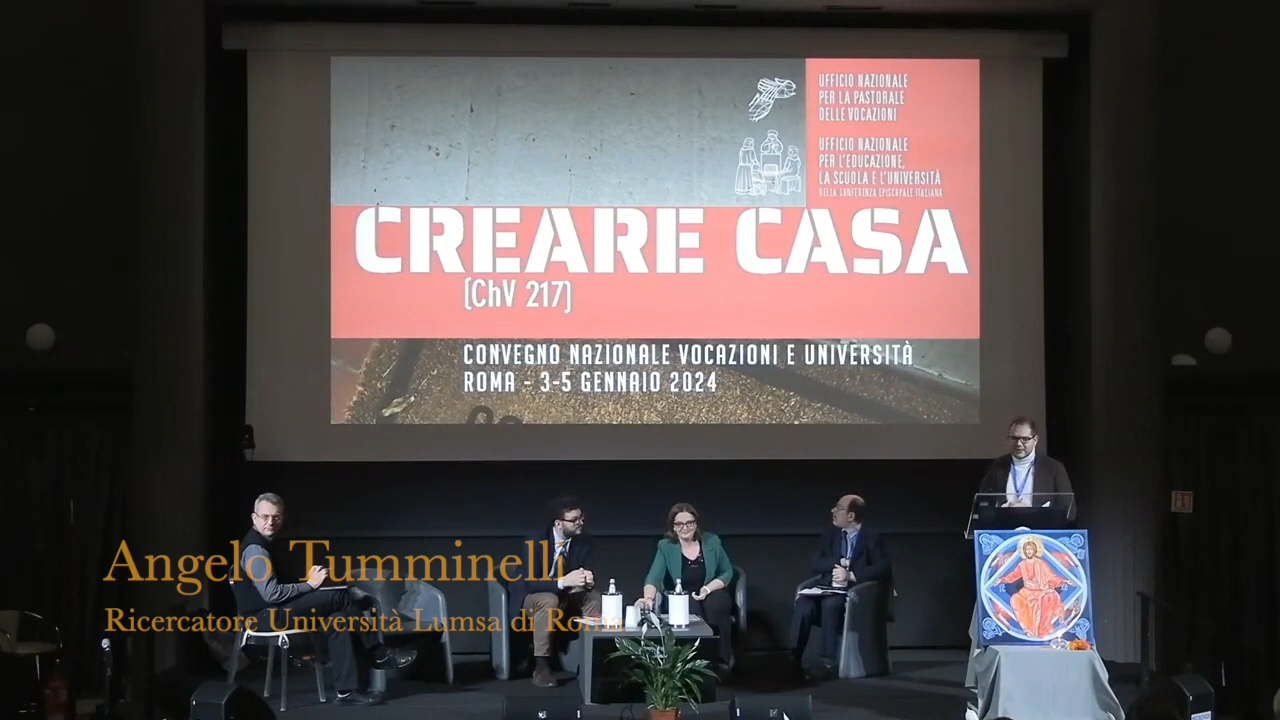 UFFICIO NAZIONALE
PER LA PASTORALE
DELLE VOCAZIONI
UFFICIO NAZIONALE
PER L'EDUCAZIONE,
LA SCUOLA E L'UNIVERSITÀ
DELLA CONFERENZA EPISCOPALE ITALIANA
CREARE CASA
(ChV 217)
CONVEGNO NAZIONALE VOCAZIONI E UNIVERSITÀ
ROMA - 3-5 GENNAIO 2024
Angelo Tumminelli
Ricercatore Università Lumsa di Roma